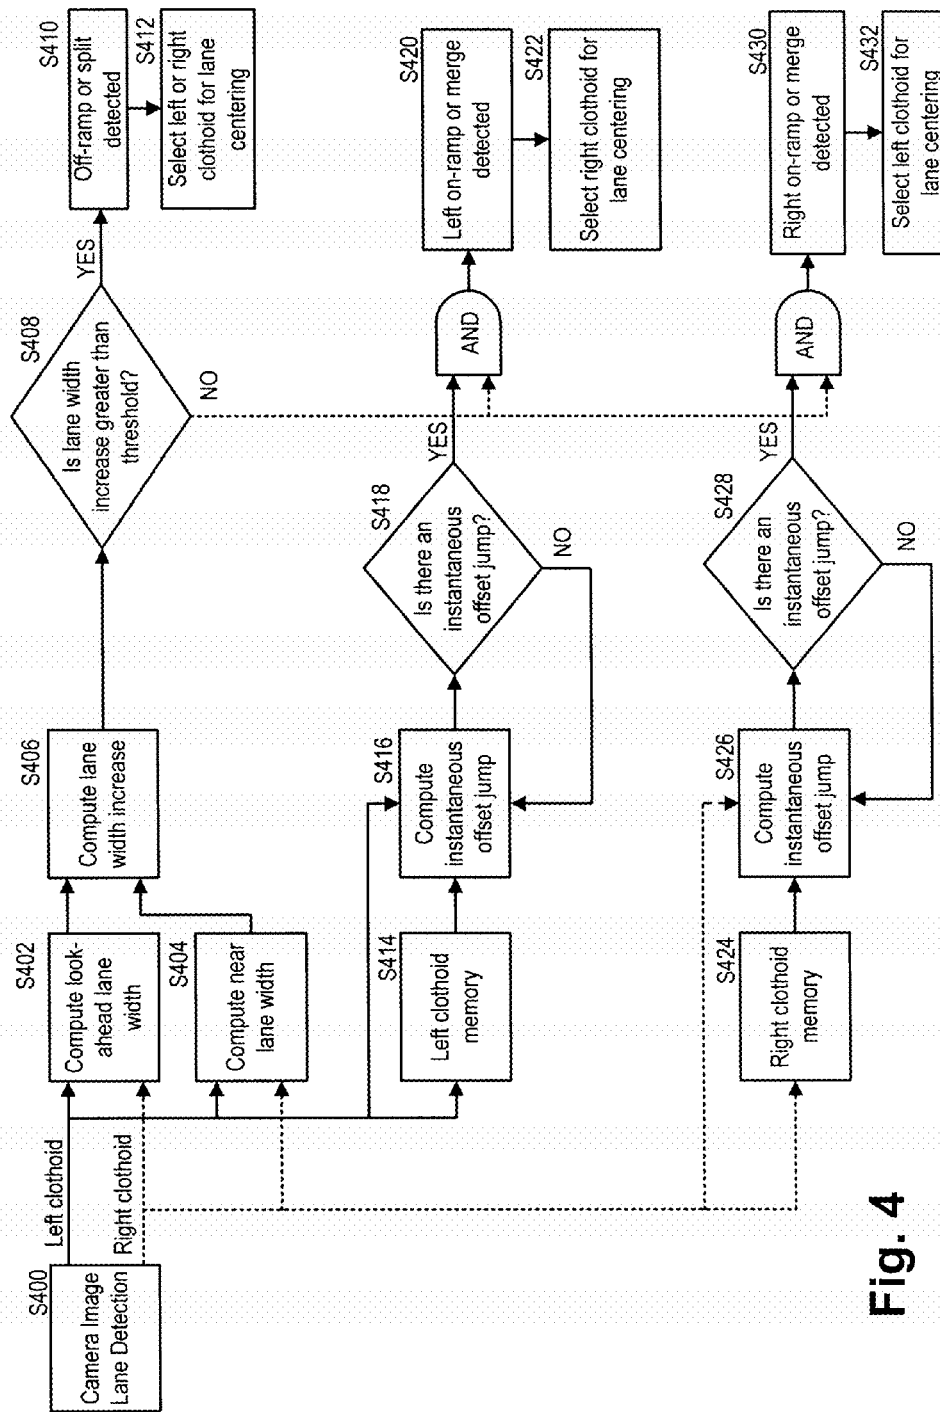 S400
Camera Image
Lane Detection
Left clothoid
Right clothoid
S402
Compute look-
ahead lane
width
S404
Compute near
lane width
S406
Compute lane
width increase
S408
Is lane width
increase greater than
threshold?
YES
NO
S410
Off-ramp or split
detected
S412
Select left or right
clothoid for lane
centering
S414
Left clothoid
memory
S416
Compute
instantaneous
offset jump
S418
Is there an
instantaneous
offset jump?
YES
NO
AND
S420
Left on-ramp or merge
detected
S422
Select right clothoid for
lane centering
S424
Right clothoid
memory
S426
Compute
instantaneous
offset jump
S428
Is there an
instantaneous
offset jump?
YES
NO
AND
S430
Right on-ramp or merge
detected
S432
Select left clothoid for
lane centering
Fig. 4